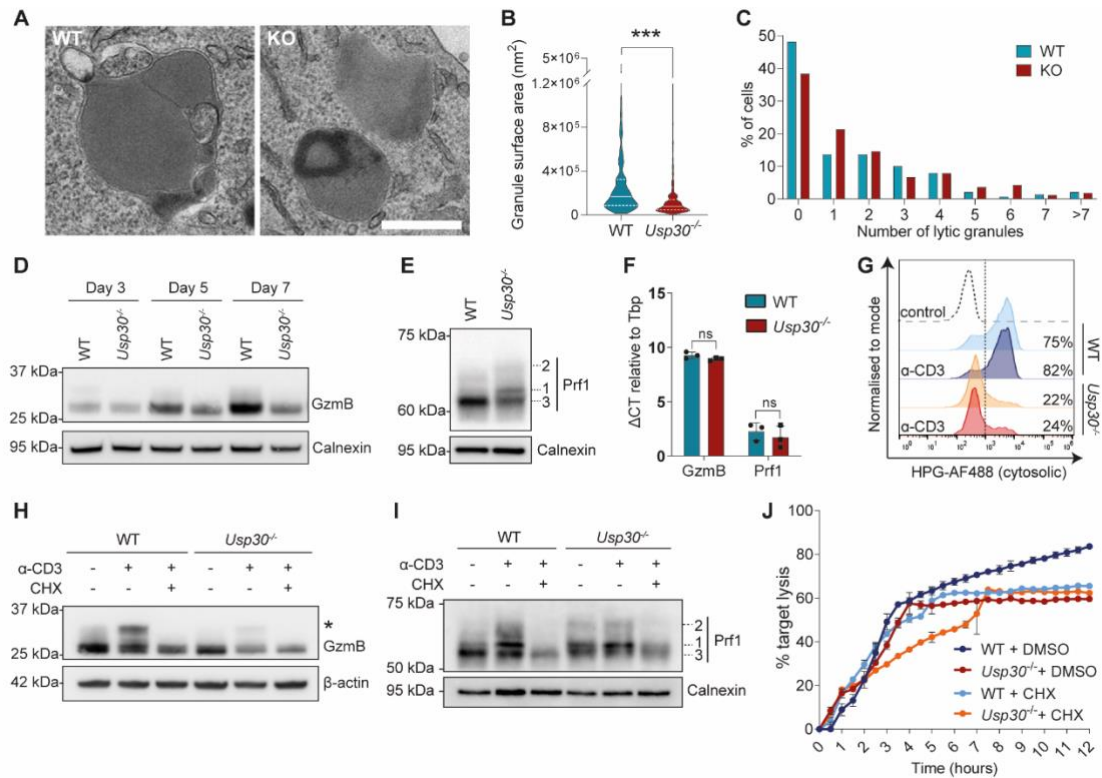 A
WT
KO
B
***
Granule surface area (nm²)
5×10⁶
1.2×10⁶
8×10⁵
4×10⁵
0
WT
Usp30⁻/⁻
C
WT
KO
% of cells
50
40
30
20
10
0
0 1 2 3 4 5 6 7 >7
Number of lytic granules
D
Day 3 Day 5 Day 7
WT Usp30⁻/⁻ WT Usp30⁻/⁻ WT Usp30⁻/⁻
37 kDa
25 kDa
GzmB
95 kDa
Calnexin
E
WT Usp30⁻/⁻
75 kDa
60 kDa
2
1
3
Prf1
95 kDa
Calnexin
F
WT
Usp30⁻/⁻
ΔCT relative to Tbp
15
10
5
0
ns
ns
GzmB Prf1
G
Normalised to mode
control
α-CD3
α-CD3
75%
82%
22%
24%
WT
Usp30⁻/⁻
HPG-AF488 (cytosolic)
H
WT Usp30⁻/⁻
α-CD3 - + + - + +
CHX + +
37 kDa
*
25 kDa
GzmB
42 kDa
β-actin
I
WT Usp30⁻/⁻
α-CD3 - + + - + +
CHX + +
75 kDa
50 kDa
2
1
3
Prf1
95 kDa
Calnexin
J
% target lysis
100
80
60
40
20
0
WT + DMSO
Usp30⁻/⁻+ DMSO
WT + CHX
Usp30⁻/⁻+ CHX
0 1 2 3 4 5 6 7 8 9 10 11 12
Time (hours)